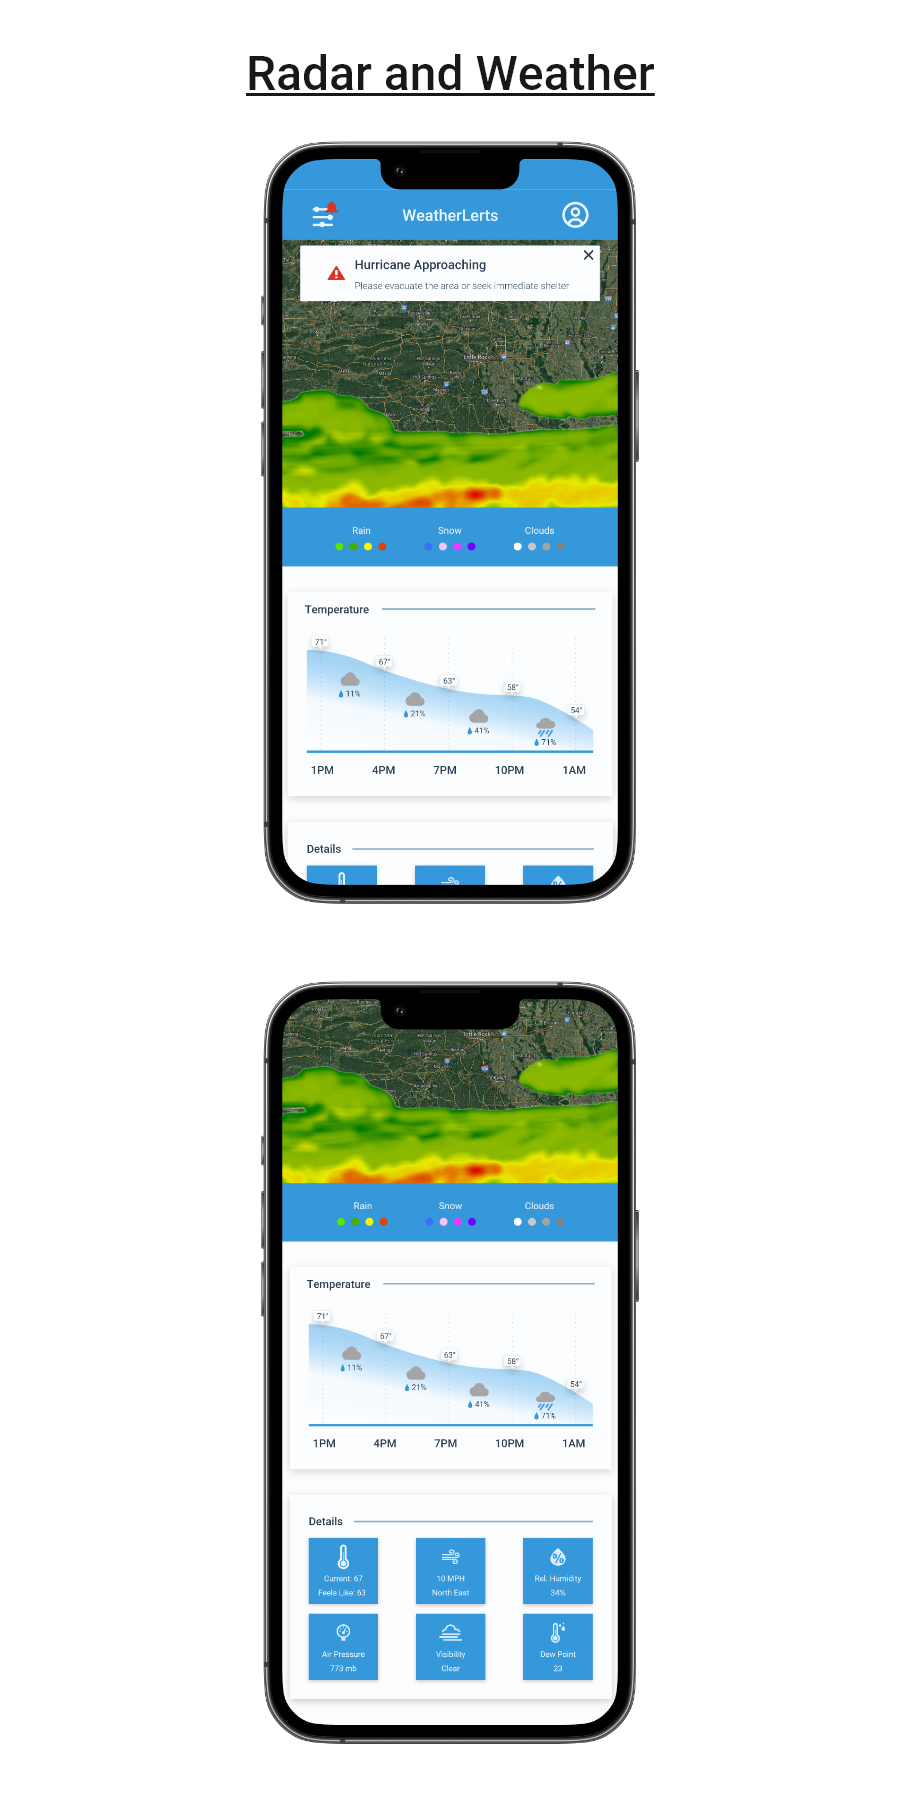 Radar and Weather
WeatherLerts
Hurricane Approaching
Please evacuate the area or seek immediate shelter
Little Rock
Hot Springs
Rain
Snow
Clouds
Temperature
71°
67°
63°
58°
54°
11%
21%
41%
71%
1PM 4PM 7PM 10PM 1AM
Details
Little Rock
Rain
Snow
Clouds
Temperature
71°
67°
63°
58°
54°
11%
21%
41%
71%
1PM 4PM 7PM 10PM 1AM
Details
Current: 67
Feels Like: 63
10 MPH
North East
Rel. Humidity
34%
Air Pressure
773 mb
Visibility
Clear
Dew Point
23